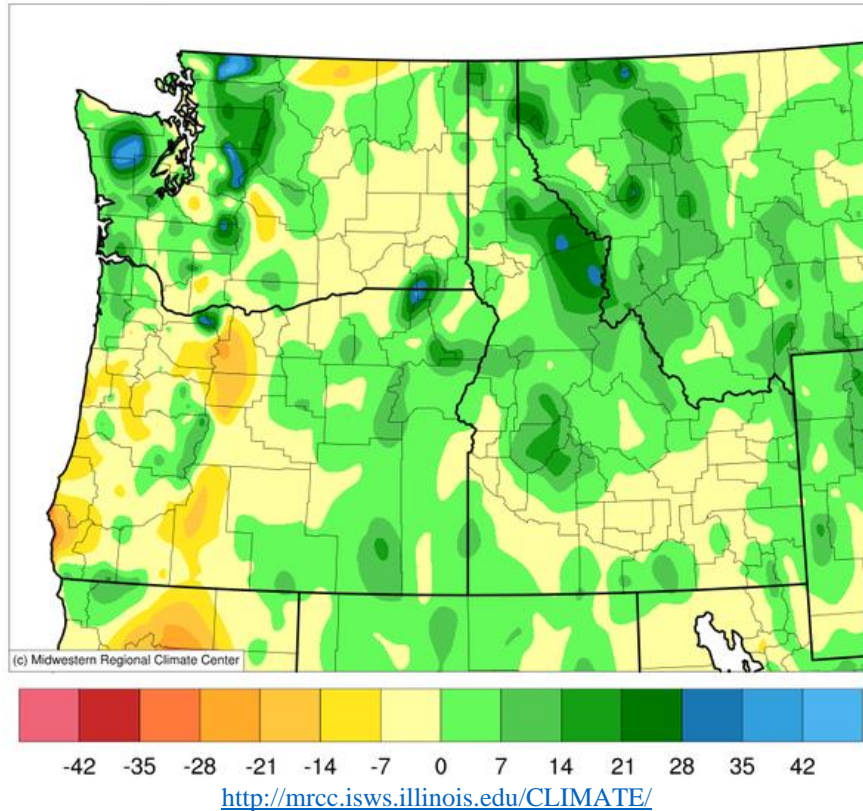 (c) Midwestern Regional Climate Center
-42 -35 -28 -21 -14 -7 0 7 14 21 28 35 42
http://mrcc.isws.illinois.edu/CLIMATE/